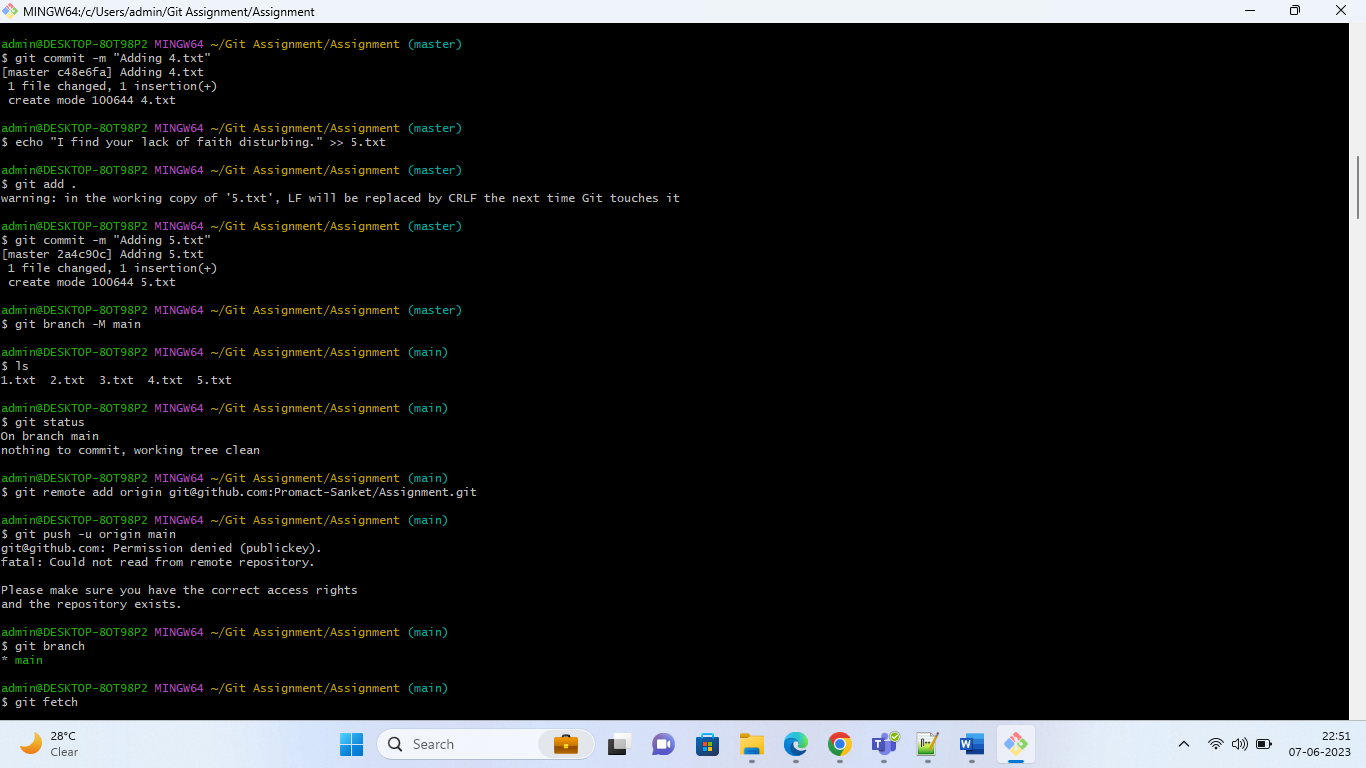 MINGW64:/c/Users/admin/Git Assignment/Assignment
admin@DESKTOP-8OT98P2 MINGW64 ~/Git Assignment/Assignment (master)
$ git commit -m "Adding 4.txt"
[master c48e6fa] Adding 4.txt
 1 file changed, 1 insertion(+)
 create mode 100644 4.txt
admin@DESKTOP-8OT98P2 MINGW64 ~/Git Assignment/Assignment (master)
$ echo "I find your lack of faith disturbing." >> 5.txt
admin@DESKTOP-8OT98P2 MINGW64 ~/Git Assignment/Assignment (master)
$ git add .
warning: in the working copy of '5.txt', LF will be replaced by CRLF the next time Git touches it
admin@DESKTOP-8OT98P2 MINGW64 ~/Git Assignment/Assignment (master)
$ git commit -m "Adding 5.txt"
[master 2a4c90c] Adding 5.txt
 1 file changed, 1 insertion(+)
 create mode 100644 5.txt
admin@DESKTOP-8OT98P2 MINGW64 ~/Git Assignment/Assignment (master)
$ git branch -M main
admin@DESKTOP-8OT98P2 MINGW64 ~/Git Assignment/Assignment (main)
$ ls
1.txt  2.txt  3.txt  4.txt  5.txt
admin@DESKTOP-8OT98P2 MINGW64 ~/Git Assignment/Assignment (main)
$ git status
On branch main
nothing to commit, working tree clean
admin@DESKTOP-8OT98P2 MINGW64 ~/Git Assignment/Assignment (main)
$ git remote add origin git@github.com:Promact-Sanket/Assignment.git
admin@DESKTOP-8OT98P2 MINGW64 ~/Git Assignment/Assignment (main)
$ git push -u origin main
git@github.com: Permission denied (publickey).
fatal: Could not read from remote repository.
Please make sure you have the correct access rights
and the repository exists.
admin@DESKTOP-8OT98P2 MINGW64 ~/Git Assignment/Assignment (main)
$ git branch
* main
admin@DESKTOP-8OT98P2 MINGW64 ~/Git Assignment/Assignment (main)
$ git fetch
28°C
Clear
Search
22:51
07-06-2023